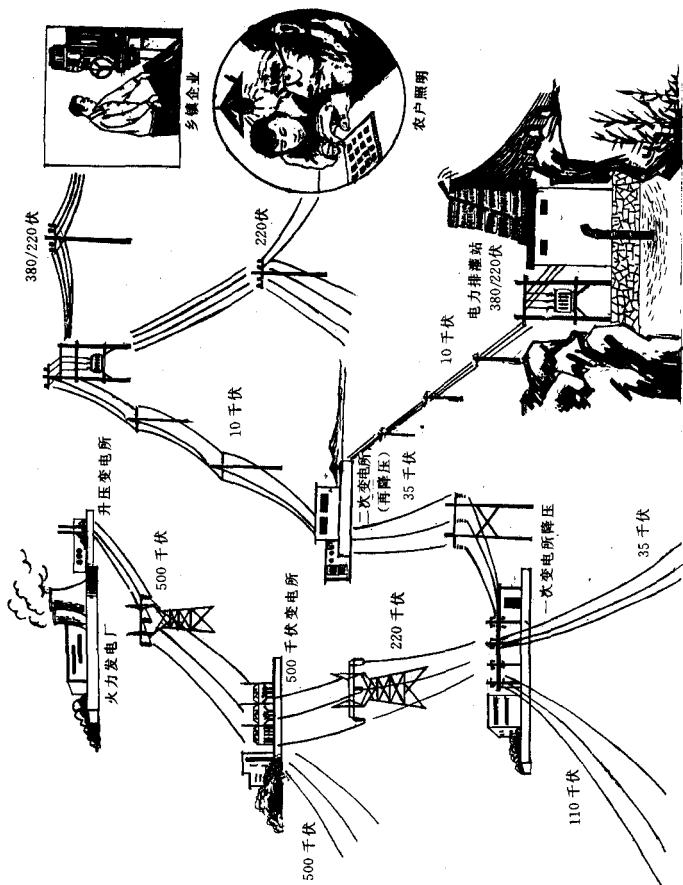 火力发电厂
升压变电所
500千伏
500千伏变电所
500千伏
220千伏
一次变电所降压
110千伏
35千伏
35千伏
二次变电所
(再降压)
10千伏
10千伏
380/220伏
220伏
电力排灌站
380/220伏
乡镇企业
农户照明